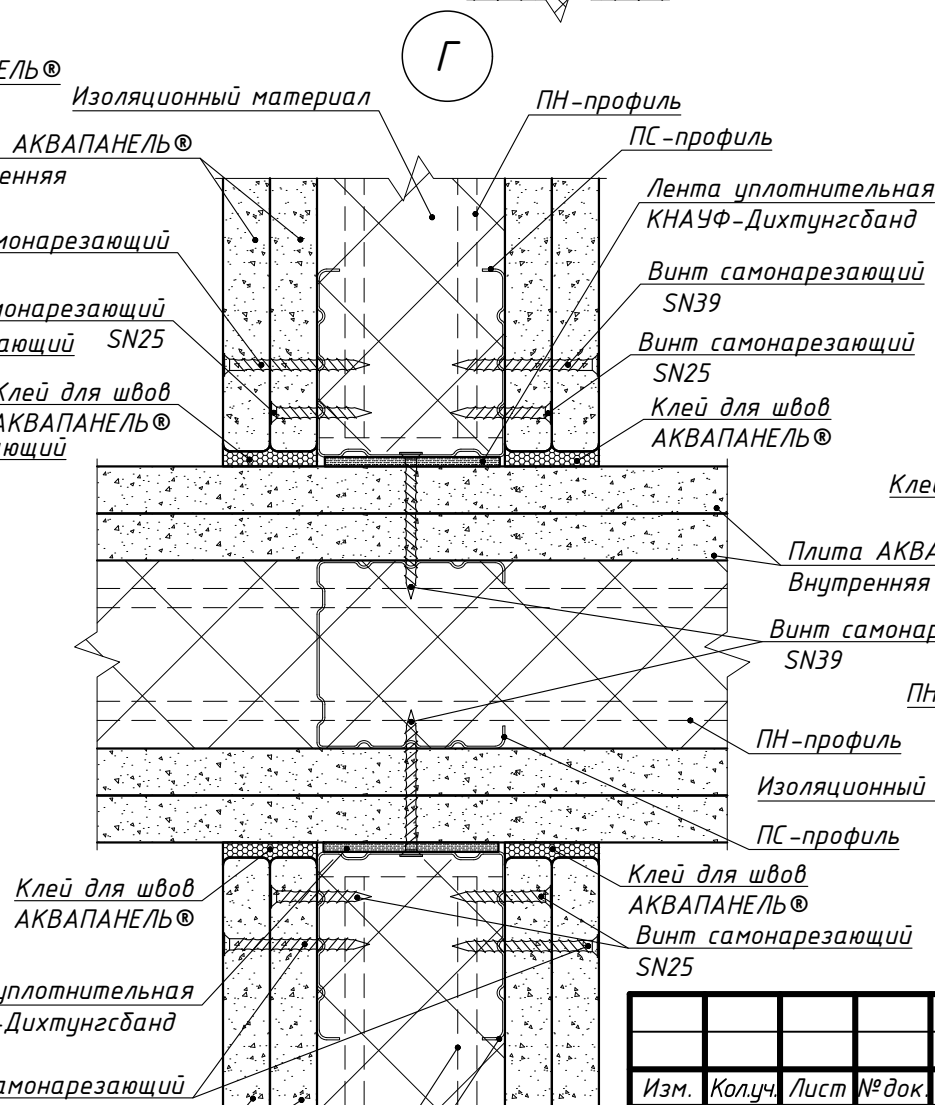 Г
ЕЛЬ®
Изоляционный материал
ПН-профиль
ПС-профиль
АКВАПАНЕЛЬ®
енняя
Лента уплотнительная
КНАУФ-Дихтунгсбанд
монарезающий
Винт самонарезающий
SN39
монарезающий
SN25
ающий
Винт самонарезающий
SN25
Клей для швов
АКВАПАНЕЛЬ®
ющий
Клей для швов
АКВАПАНЕЛЬ®
Клей
Плита АКВА
Внутренняя
Винт самонар
SN39
ПН
ПН-профиль
Изоляционный
ПС-профиль
Клей для швов
АКВАПАНЕЛЬ®
Клей для швов
АКВАПАНЕЛЬ®
Винт самонарезающий
SN25
уплотнительная
-Дихтунгсбанд
амонарезающий
Изм. Кол.уч. Лист №док.